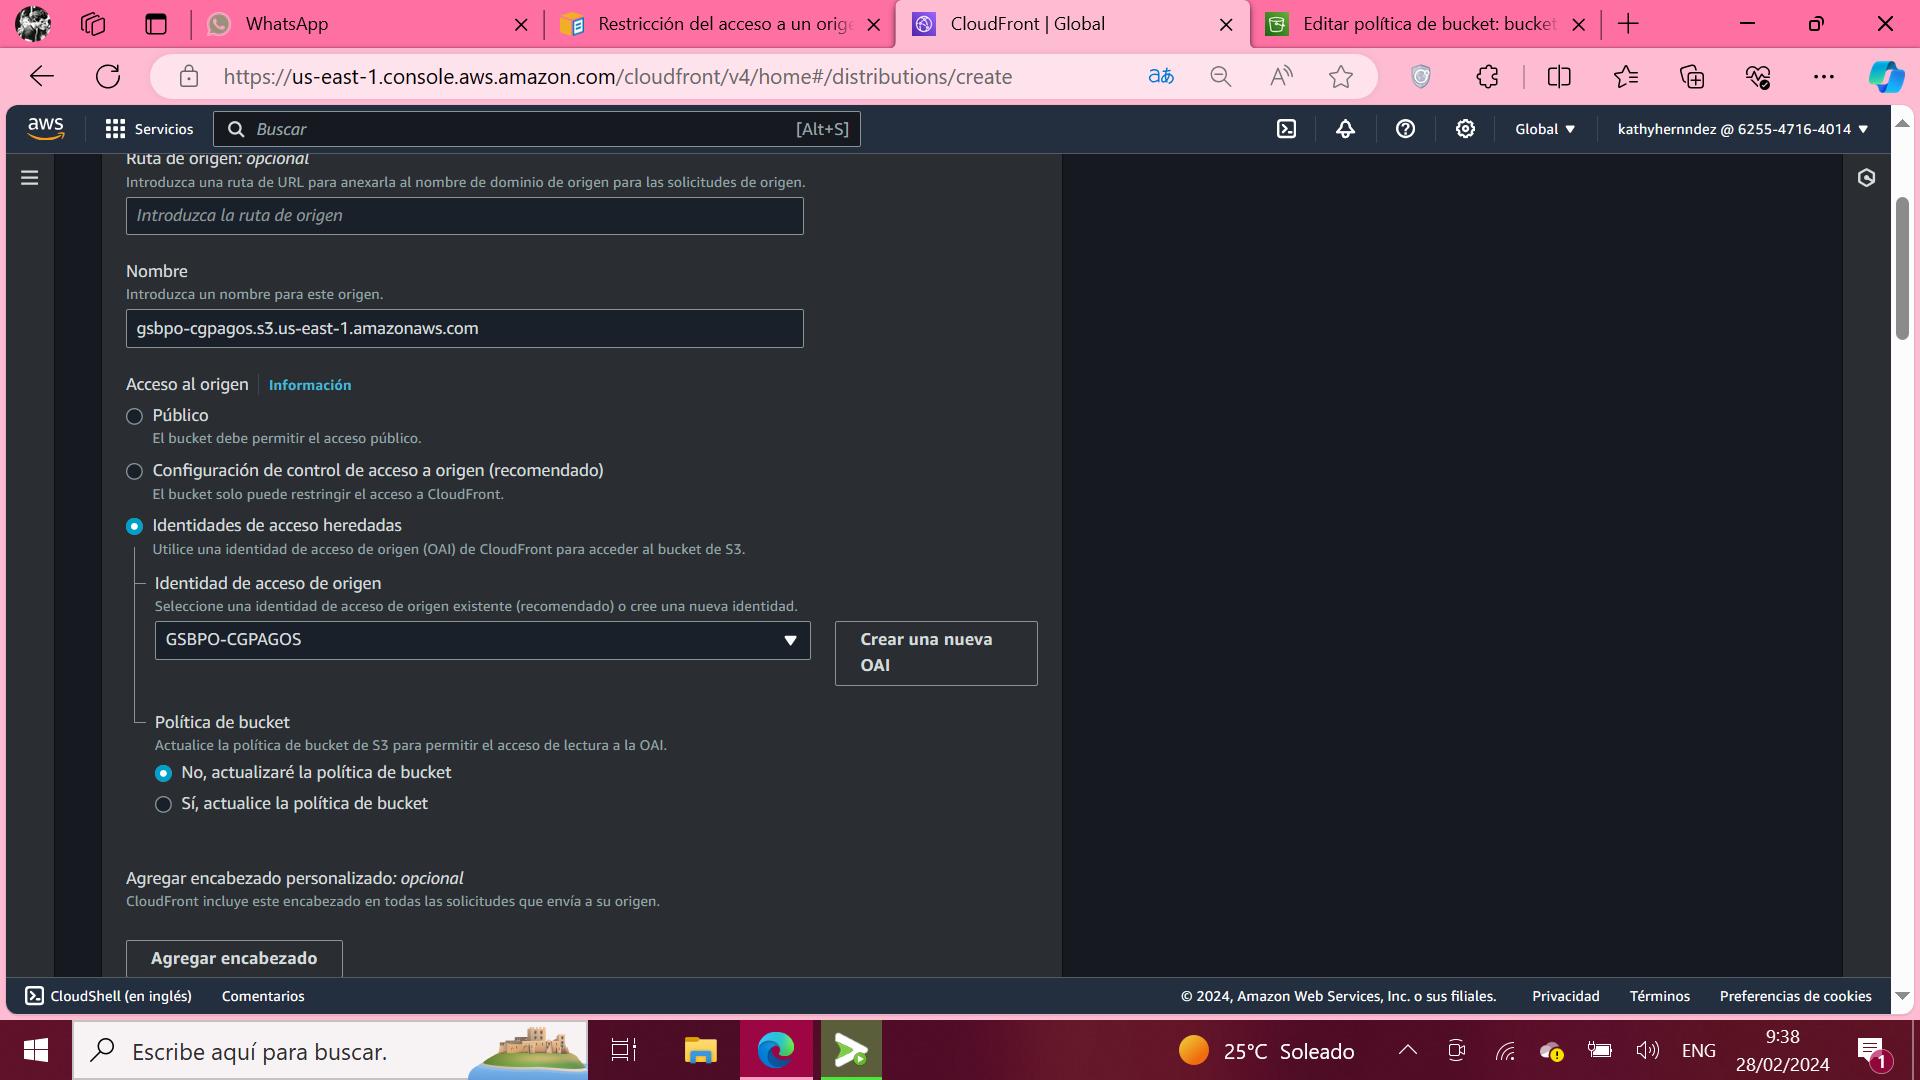 WhatsApp
Restricción del acceso a un orige
CloudFront | Global
Editar política de bucket: bucket
https://us-east-1.console.aws.amazon.com/cloudfront/v4/home#/distributions/create
aws
Servicios
Buscar
[Alt+S]
Global
kathyhernndez @ 6255-4716-4014
Ruta de origen: opcional
Introduzca una ruta de URL para anexarla al nombre de dominio de origen para las solicitudes de origen.
Introduzca la ruta de origen
Nombre
Introduzca un nombre para este origen.
gsbpo-cgpagos.s3.us-east-1.amazonaws.com
Acceso al origen
Información
Público
El bucket debe permitir el acceso público.
Configuración de control de acceso a origen (recomendado)
El bucket solo puede restringir el acceso a CloudFront.
Identidades de acceso heredadas
Utilice una identidad de acceso de origen (OAI) de CloudFront para acceder al bucket de S3.
Identidad de acceso de origen
Seleccione una identidad de acceso de origen existente (recomendado) o cree una nueva identidad.
GSBPO-CGPAGOS
Crear una nueva
OAI
Política de bucket
Actualice la política de bucket de S3 para permitir el acceso de lectura a la OAI.
No, actualizaré la política de bucket
Sí, actualice la política de bucket
Agregar encabezado personalizado: opcional
CloudFront incluye este encabezado en todas las solicitudes que envía a su origen.
Agregar encabezado
CloudShell (en inglés)
Comentarios
© 2024, Amazon Web Services, Inc. o sus filiales.
Privacidad
Términos
Preferencias de cookies
Escribe aquí para buscar.
25°C Soleado
ENG
9:38
28/02/2024
1